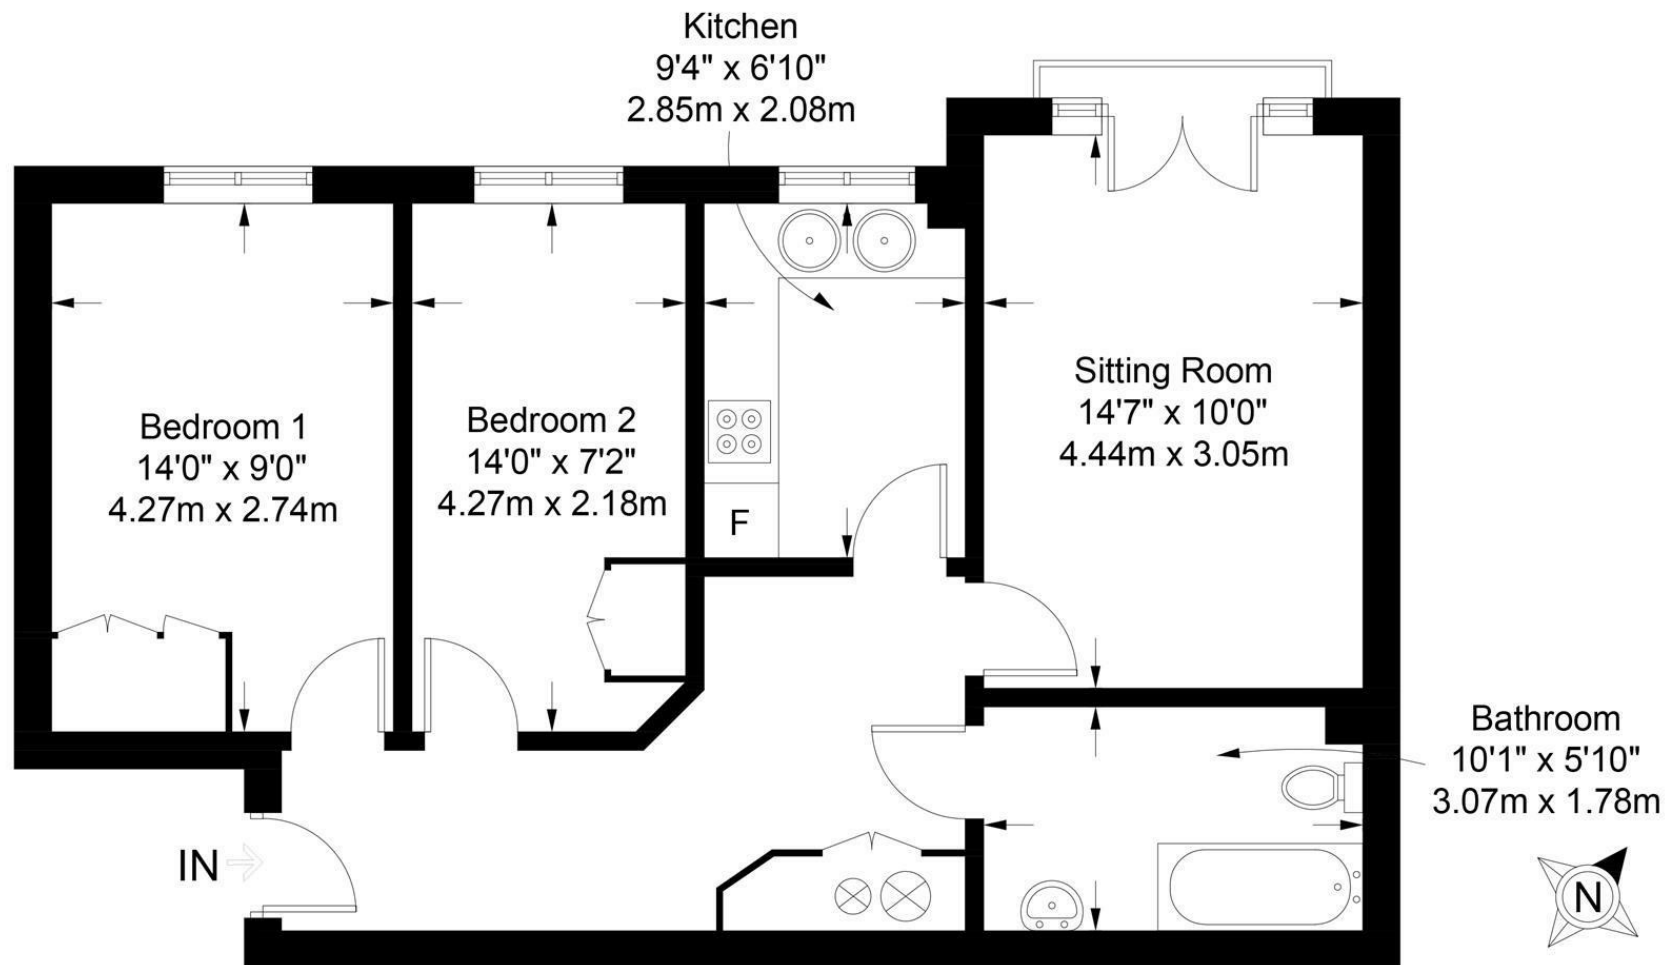 Kitchen
9'4" x 6'10"
2.85m x 2.08m
Sitting Room
14'7" x 10'0"
4.44m x 3.05m
Bedroom 1
14'0" x 9'0"
4.27m x 2.74m
Bedroom 2
14'0" x 7'2"
4.27m x 2.18m
F
Bathroom
10'1" x 5'10"
3.07m x 1.78m
IN
N